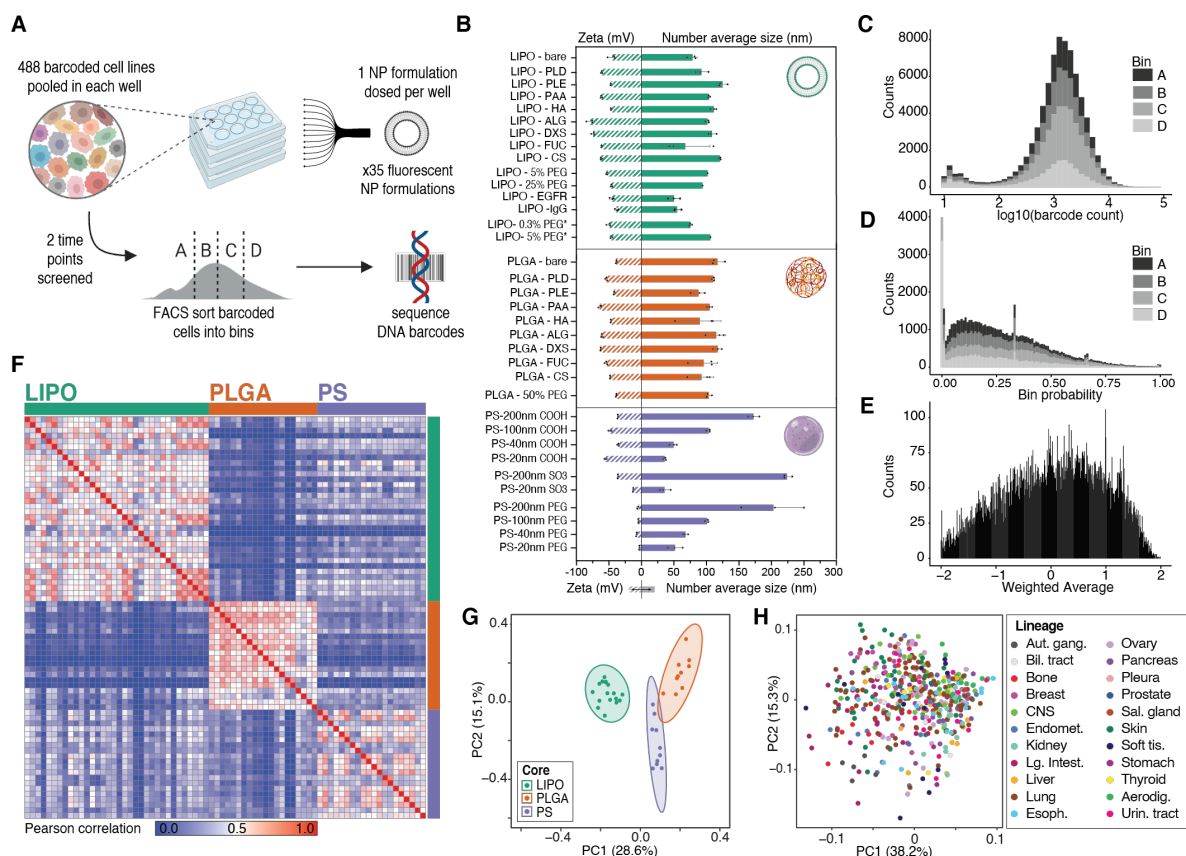 A
488 barcoded cell lines
pooled in each well
1 NP formulation
dosed per well
x35 fluorescent
NP formulations
2 time
points
screened
A B C D
FACS sort barcoded
cells into bins
sequence
DNA barcodes
B
Zeta (mV) Number average size (nm)
LIPO - bare
LIPO - PLD
LIPO - PLE
LIPO - PAA
LIPO - HA
LIPO - ALG
LIPO - DXS
LIPO - FUC
LIPO - CS
LIPO - 5% PEG
LIPO - 25% PEG
LIPO - EGFR
LIPO -IgG
LIPO- 0.3% PEG*
LIPO- 5% PEG*
PLGA - bare
PLGA - PLD
PLGA - PLE
PLGA - PAA
PLGA - HA
PLGA - ALG
PLGA - DXS
PLGA - FUC
PLGA - CS
PLGA - 50% PEG
PS-200nm COOH
PS-100nm COOH
PS-40nm COOH
PS-20nm COOH
PS-200nm SO3
PS-20nm SO3
PS-200nm PEG
PS-100nm PEG
PS-40nm PEG
PS-20nm PEG
-100 -50 0 50 100 150 200 250 300
Zeta (mV) Number average size (nm)
C
8000
6000
4000
2000
0
Counts
Bin
A
B
C
D
1 2 3 4 5
log10(barcode count)
D
4000
3000
2000
1000
0
Counts
Bin
A
B
C
D
0.00 0.25 0.50 0.75 1.00
Bin probability
E
100
75
50
25
0
Counts
−2 −1 0 1 2
Weighted Average
F
LIPO PLGA PS
Pearson correlation 0.0 0.5 1.0
G
0.4
0.0
−0.4
PC2 (15.1%)
Core
LIPO
PLGA
PS
−0.4 0.0 0.4
PC1 (28.6%)
H
0.1
0
−0.1
PC2 (15.3%)
−0.1 0 0.1
PC1 (38.2%)
Lineage
Aut. gang. Ovary
Bil. tract Pancreas
Bone Pleura
Breast Prostate
CNS Sal. gland
Endomet. Skin
Kidney Soft tis.
Lg. Intest. Stomach
Liver Thyroid
Lung Aerodig.
Esoph. Urin. tract